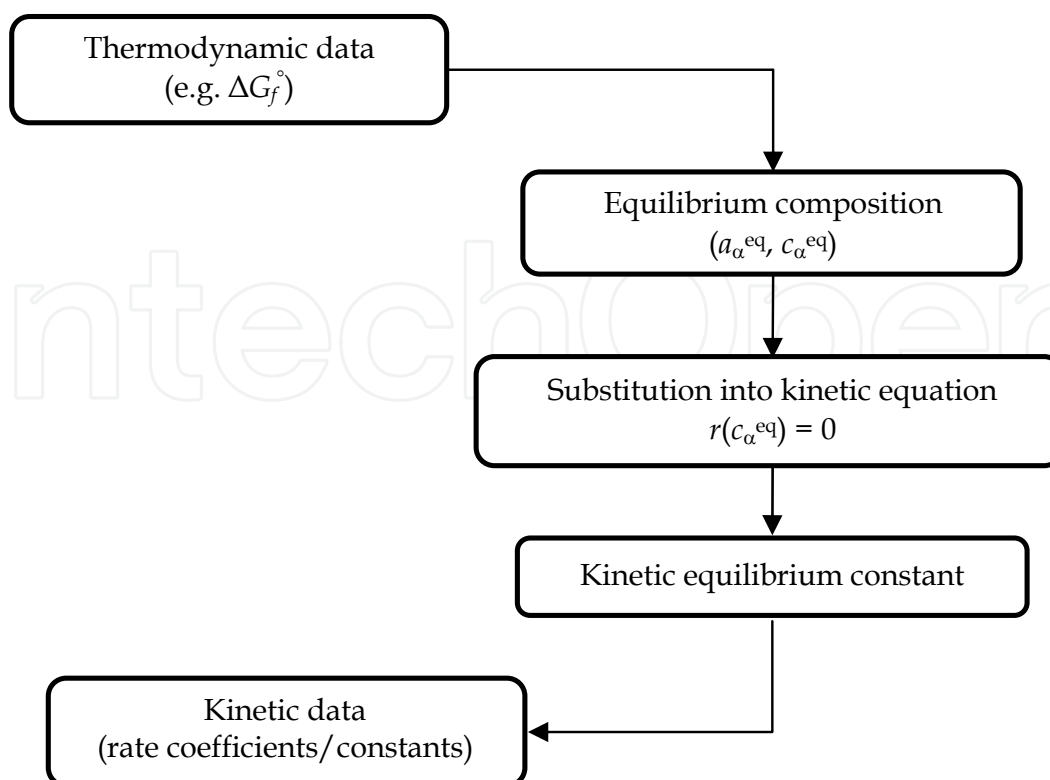 Thermodynamic data
(e.g. ΔG_f°)
Equilibrium composition
(a_α^eq, c_α^eq)
ntechOpen
Substitution into kinetic equation
r(c_α^eq) = 0
Kinetic equilibrium constant
Kinetic data
(rate coefficients/constants)